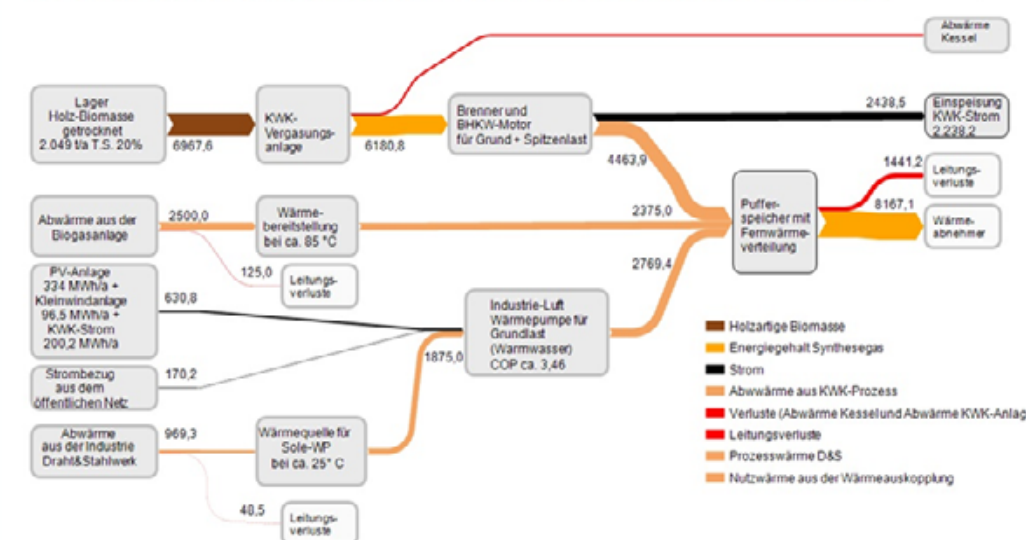 Abwärme
Kessel
Lager
Holz-Biomasse
getrocknet
2.049 t/a T.S. 20%
6967,6
KWK-
Vergasungs-
anlage
6180,8
Brenner und
BHKW-Motor
für Grund + Spitzenlast
2438,5
Einspeisung
KWK-Strom
2.238,2
4463,9
1441,2
Leitungs-
verluste
Abwärme aus der
Biogasanlage
2500,0
Wärme-
bereitstellung
bei ca. 85 °C
2375,0
Puffer-
speicher mit
Fernwärme-
verteilung
8167,1
Wärme-
abnehmer
125,0
Leitungs-
verluste
2769,4
PV-Anlage
334 MWh/a +
Kleinwindanlage
96,5 MWh/a +
KWK-Strom
200,2 MWh/a
630,8
Industrie-Luft
Wärmepumpe für
Grundlast
(Warmwasser)
COP ca. 3,46
1875,0
Strombezug
aus dem
öffentlichen Netz
170,2
Abwärme
aus der Industrie
Draht&Stahlwerk
969,3
Wärmequelle für
Sole-WP
bei ca. 25° C
48,5
Leitungs-
verluste
Holzartige Biomasse
Energiegehalt Synthesegas
Strom
Abwwärme aus KWK-Prozess
Verluste (Abwärme Kessel und Abwärme KWK-Anlag
Leitungsverluste
Prozesswärme D&S
Nutzwärme aus der Wärmeauskopplung